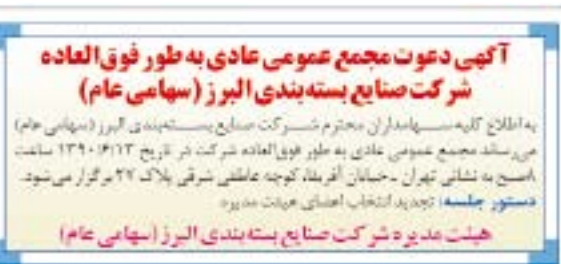 آگهی دعوت مجمع عمومی عادی به طور فوق العاده
شرکت صنایع بسته‌بندی البرز (سهامی عام)
به اطلاع کلیه سهامداران محترم شرکت صنایع بسته‌بندی البرز (سهامی عام)
می‌رساند مجمع عمومی عادی به طور فوق‌العاده شرکت در تاریخ ۱۳۹۰/۶/۱۳ ساعت
صبح به نشانی تهران - خیابان آفریقا، کوچه عاطفی شرقی پلاک ۲۷ برگزار می‌شود.
دستور جلسه: تجدید انتخاب اعضای هیئت مدیره
هیئت مدیره شرکت صنایع بسته‌بندی البرز (سهامی عام)